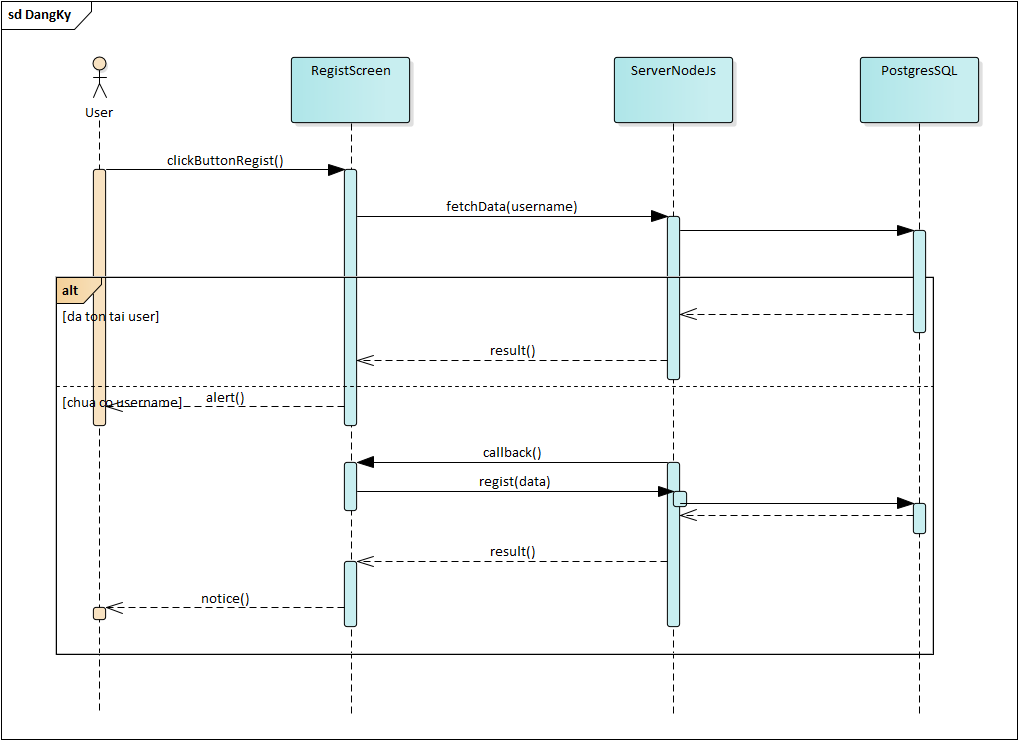 sd DangKy
RegistScreen
ServerNodeJs
PostgresSQL
User
clickButtonRegist()
fetchData(username)
alt
[da ton tai user]
result()
alert()
[chua co username]
callback()
regist(data)
result()
notice()